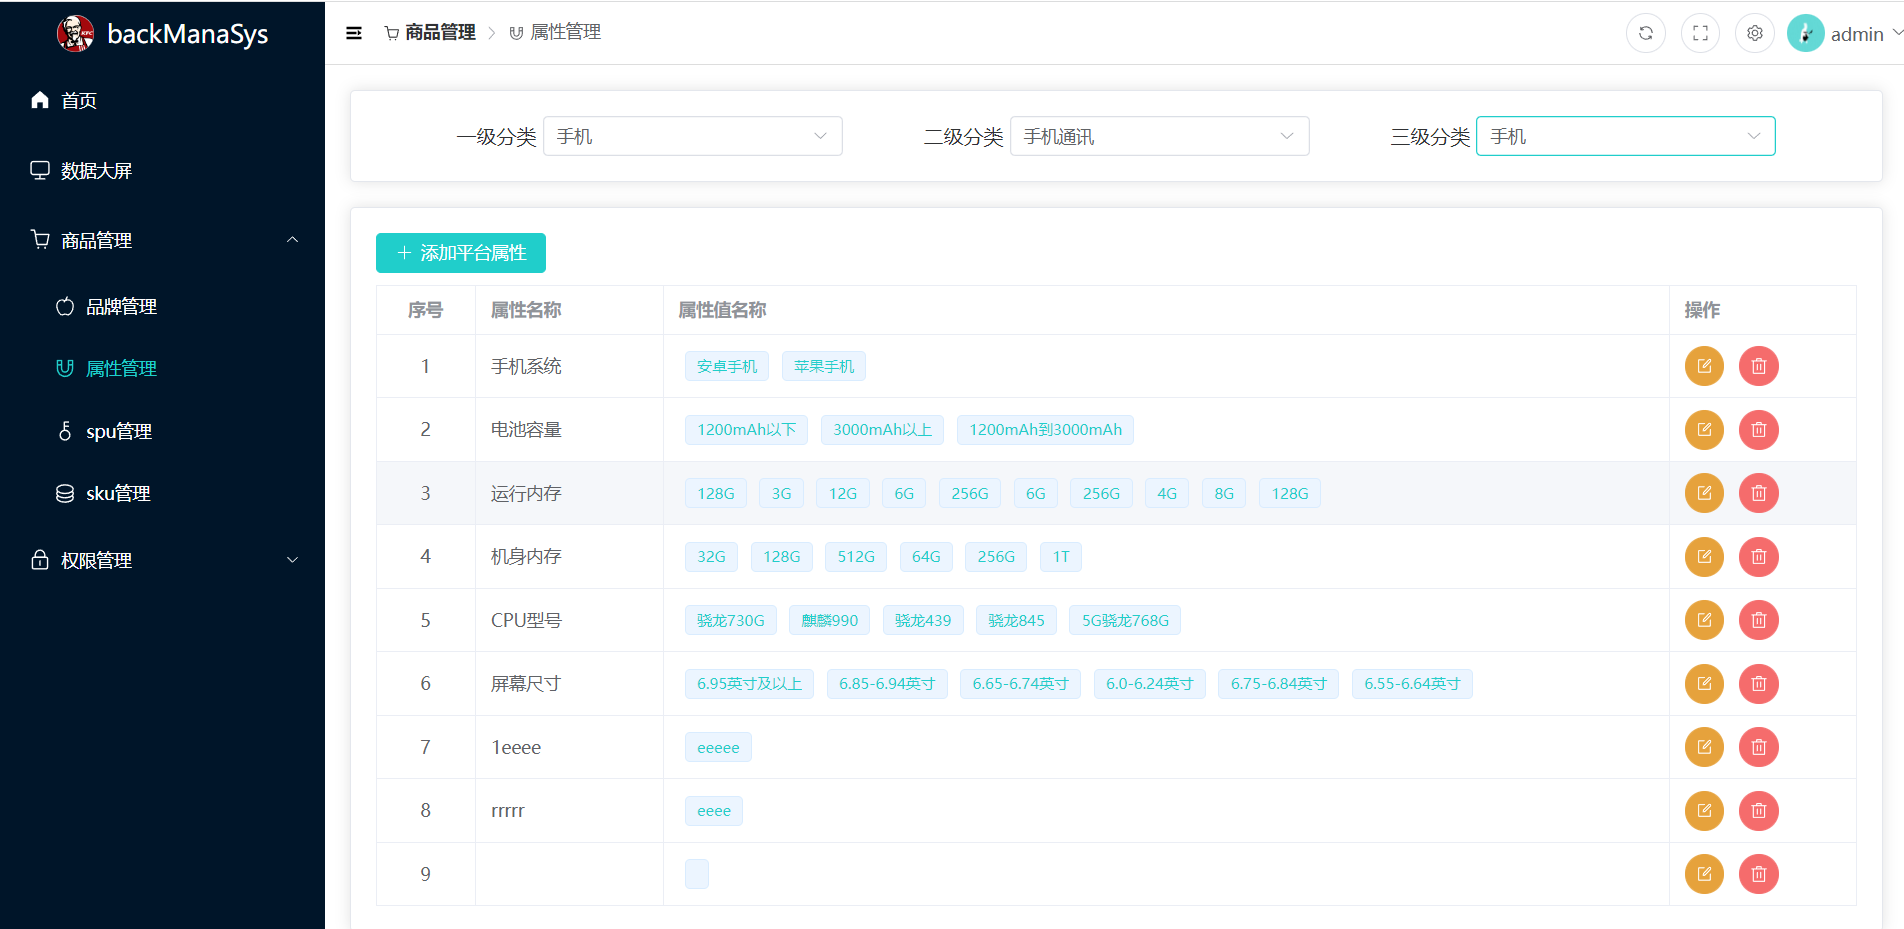 backManaSys
首页
数据大屏
商品管理
品牌管理
属性管理
spu管理
sku管理
权限管理
商品管理 属性管理
admin
一级分类 手机 二级分类 手机通讯 三级分类 手机
添加平台属性
序号 属性名称 属性值名称 操作
1 手机系统 安卓手机 苹果手机
2 电池容量 1200mAh以下 3000mAh以上 1200mAh到3000mAh
3 运行内存 128G 3G 12G 6G 256G 6G 256G 4G 8G 128G
4 机身内存 32G 128G 512G 64G 256G 1T
5 CPU型号 骁龙730G 麒麟990 骁龙439 骁龙845 5G骁龙768G
6 屏幕尺寸 6.95英寸及以上 6.85-6.94英寸 6.65-6.74英寸 6.0-6.24英寸 6.75-6.84英寸 6.55-6.64英寸
7 1eeee eeeee
8 rrrrr eeee
9